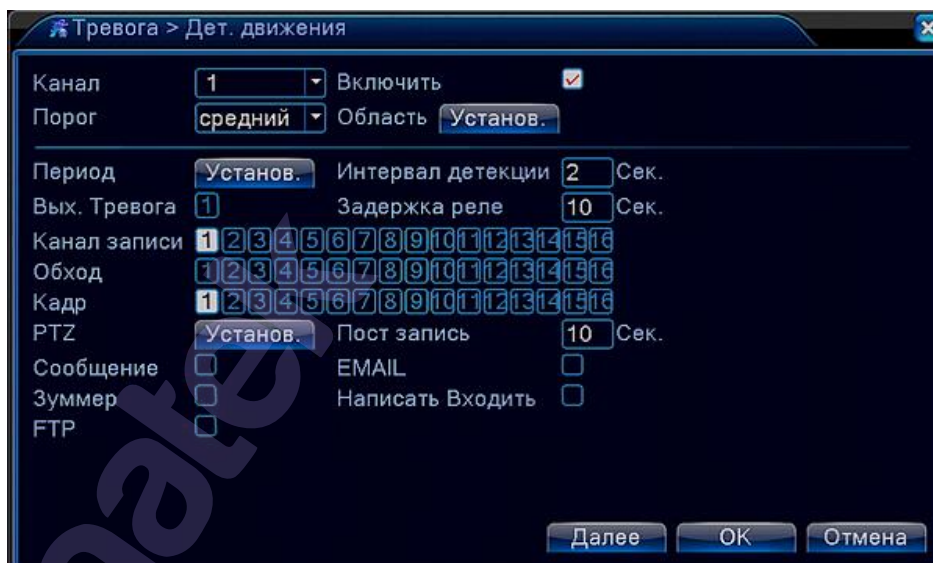 Тревога > Дет. движения
Канал 1 Включить
Порог средний Область Установ.
Период Установ. Интервал детекции 2 Сек.
Вых. Тревога 1 Задержка реле 10 Сек.
Канал записи 1 2 3 4 5 6 7 8 9 10 11 12 13 14 15 16
Обход 1 2 3 4 5 6 7 8 9 10 11 12 13 14 15 16
Кадр 1 2 3 4 5 6 7 8 9 10 11 12 13 14 15 16
PTZ Установ. Пост запись 10 Сек.
Сообщение EMAIL
Зуммер Написать Входить
FTP
Далее OK Отмена